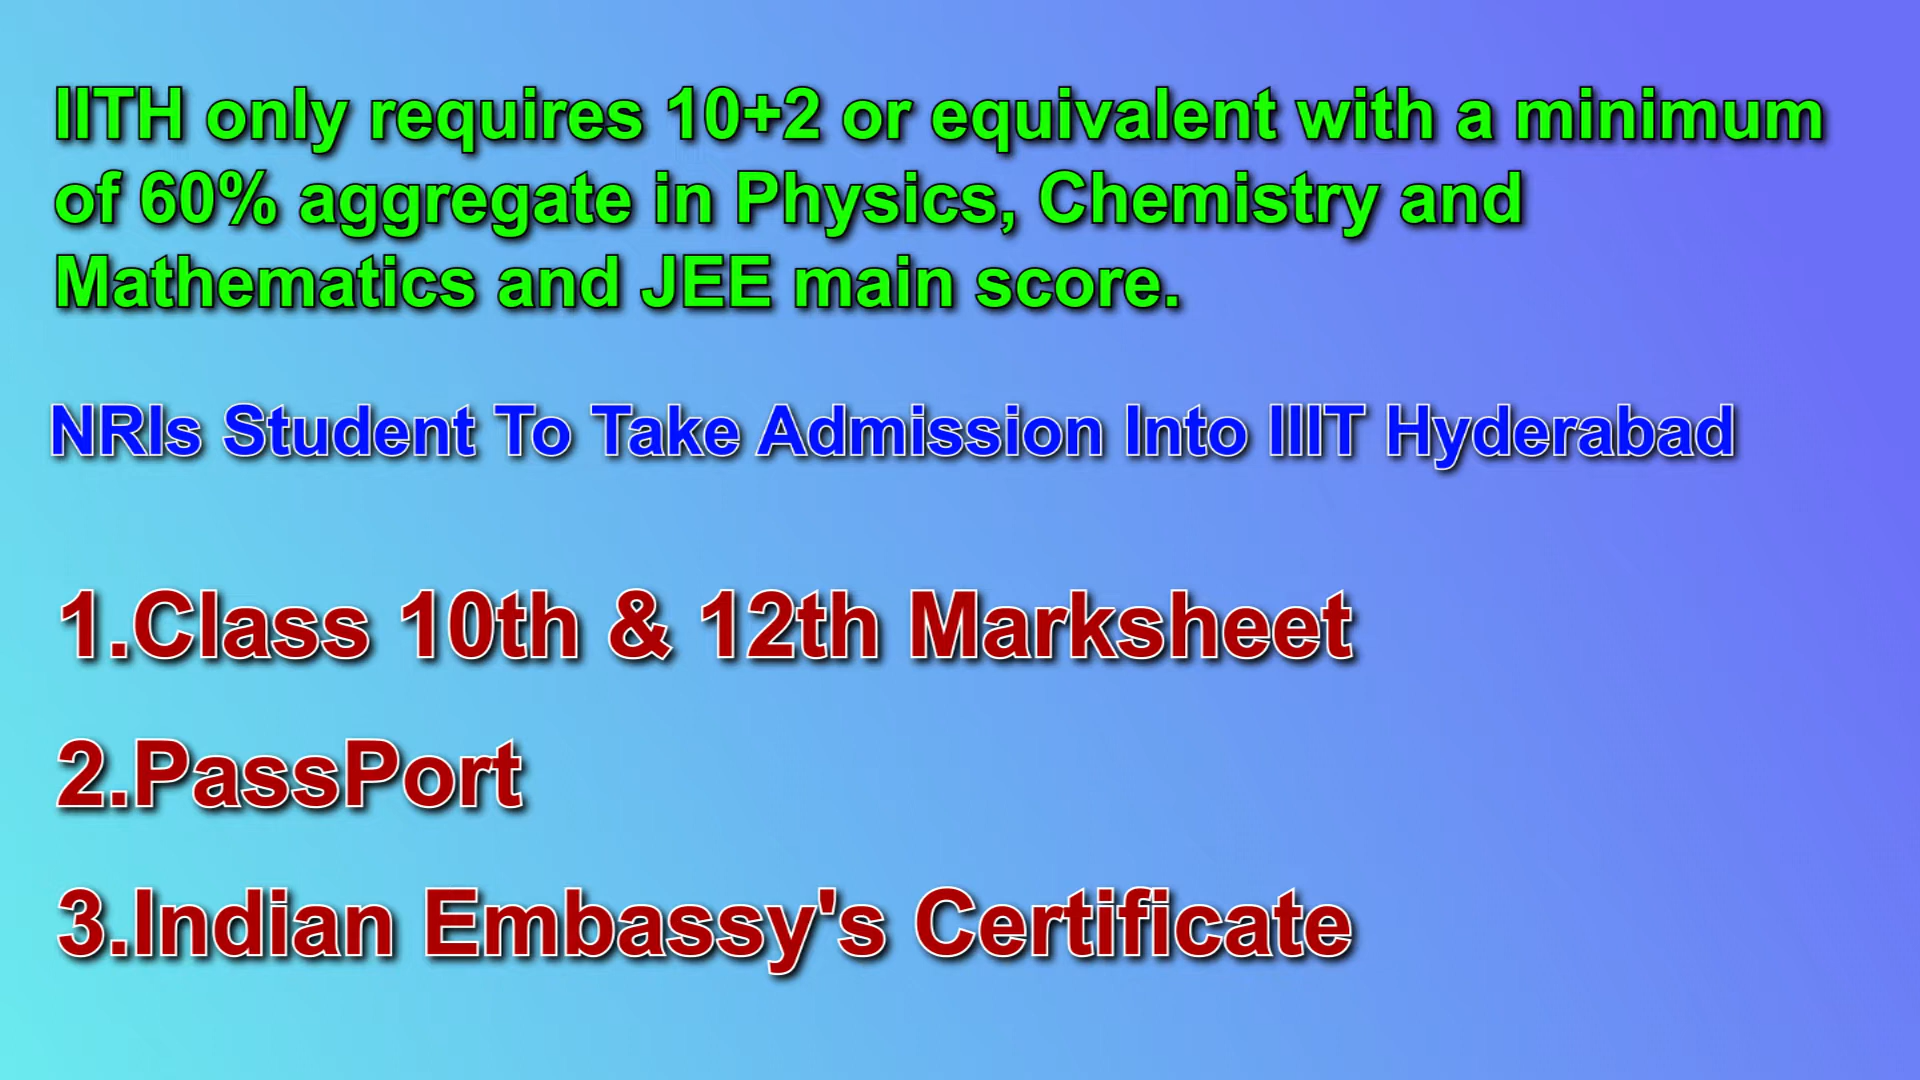 IITH only requires 10+2 or equivalent with a minimum
of 60% aggregate in Physics, Chemistry and
Mathematics and JEE main score.
NRIs Student To Take Admission Into IIIT Hyderabad
1.Class 10th & 12th Marksheet
2.PassPort
3.Indian Embassy's Certificate